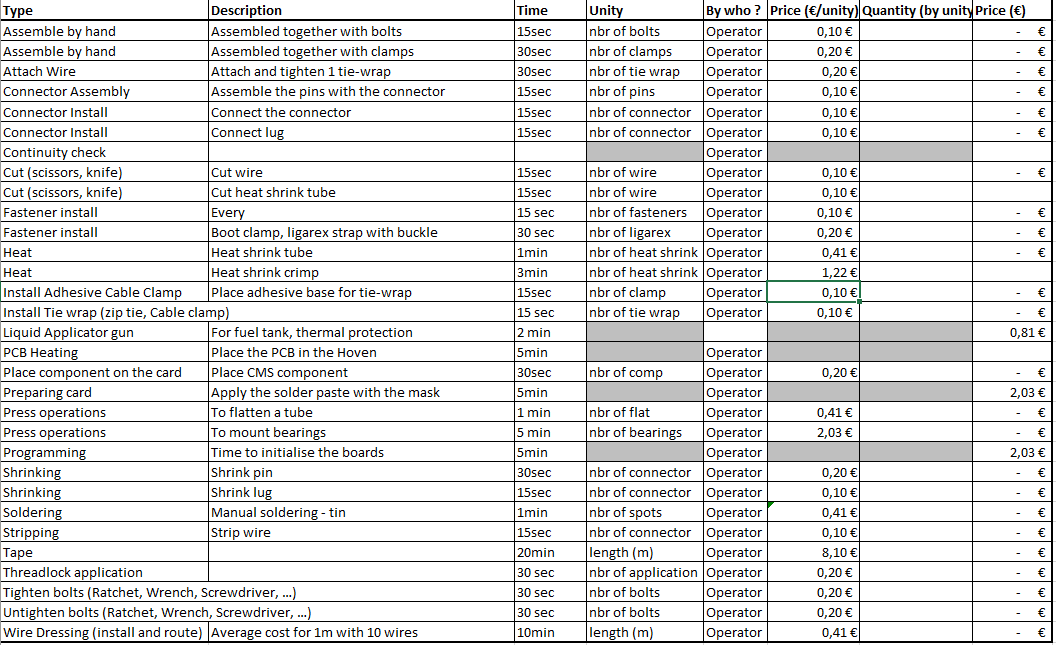 Type Description Time Unity By who ? Price (€/unity) Quantity (by unity Price (€)
Assemble by hand Assembled together with bolts 15sec nbr of bolts Operator 0,10 € - €
Assemble by hand Assembled together with clamps 30sec nbr of clamps Operator 0,20 € - €
Attach Wire Attach and tighten 1 tie-wrap 30sec nbr of tie wrap Operator 0,20 € - €
Connector Assembly Assemble the pins with the connector 15sec nbr of pins Operator 0,10 € - €
Connector Install Connect the connector 15sec nbr of connector Operator 0,10 € - €
Connector Install Connect lug 15sec nbr of connector Operator 0,10 € - €
Continuity check Operator
Cut (scissors, knife) Cut wire 15sec nbr of wire Operator 0,10 € - €
Cut (scissors, knife) Cut heat shrink tube 15sec nbr of wire Operator 0,10 €
Fastener install Every 15 sec nbr of fasteners Operator 0,10 € - €
Fastener install Boot clamp, ligarex strap with buckle 30 sec nbr of ligarex Operator 0,20 € - €
Heat Heat shrink tube 1min nbr of heat shrink Operator 0,41 € - €
Heat Heat shrink crimp 3min nbr of heat shrink Operator 1,22 €
Install Adhesive Cable Clamp Place adhesive base for tie-wrap 15sec nbr of clamp Operator 0,10 € - €
Install Tie wrap (zip tie, Cable clamp) 15 sec nbr of tie wrap Operator 0,10 € - €
Liquid Applicator gun For fuel tank, thermal protection 2 min 0,81 €
PCB Heating Place the PCB in the Hoven 5min Operator
Place component on the card Place CMS component 30sec nbr of comp Operator 0,20 € - €
Preparing card Apply the solder paste with the mask 5min Operator 2,03 €
Press operations To flatten a tube 1 min nbr of flat Operator 0,41 € - €
Press operations To mount bearings 5 min nbr of bearings Operator 2,03 € - €
Programming Time to initialise the boards 5min Operator 2,03 €
Shrinking Shrink pin 30sec nbr of connector Operator 0,20 € - €
Shrinking Shrink lug 15sec nbr of connector Operator 0,10 € - €
Soldering Manual soldering - tin 1min nbr of spots Operator 0,41 € - €
Stripping Strip wire 15sec nbr of connector Operator 0,10 € - €
Tape 20min length (m) Operator 8,10 € - €
Threadlock application 30 sec nbr of application Operator 0,20 € - €
Tighten bolts (Ratchet, Wrench, Screwdriver, ...) 30 sec nbr of bolts Operator 0,20 € - €
Untighten bolts (Ratchet, Wrench, Screwdriver, ...) 30 sec nbr of bolts Operator 0,20 € - €
Wire Dressing (install and route) Average cost for 1m with 10 wires 10min length (m) Operator 0,41 € - €